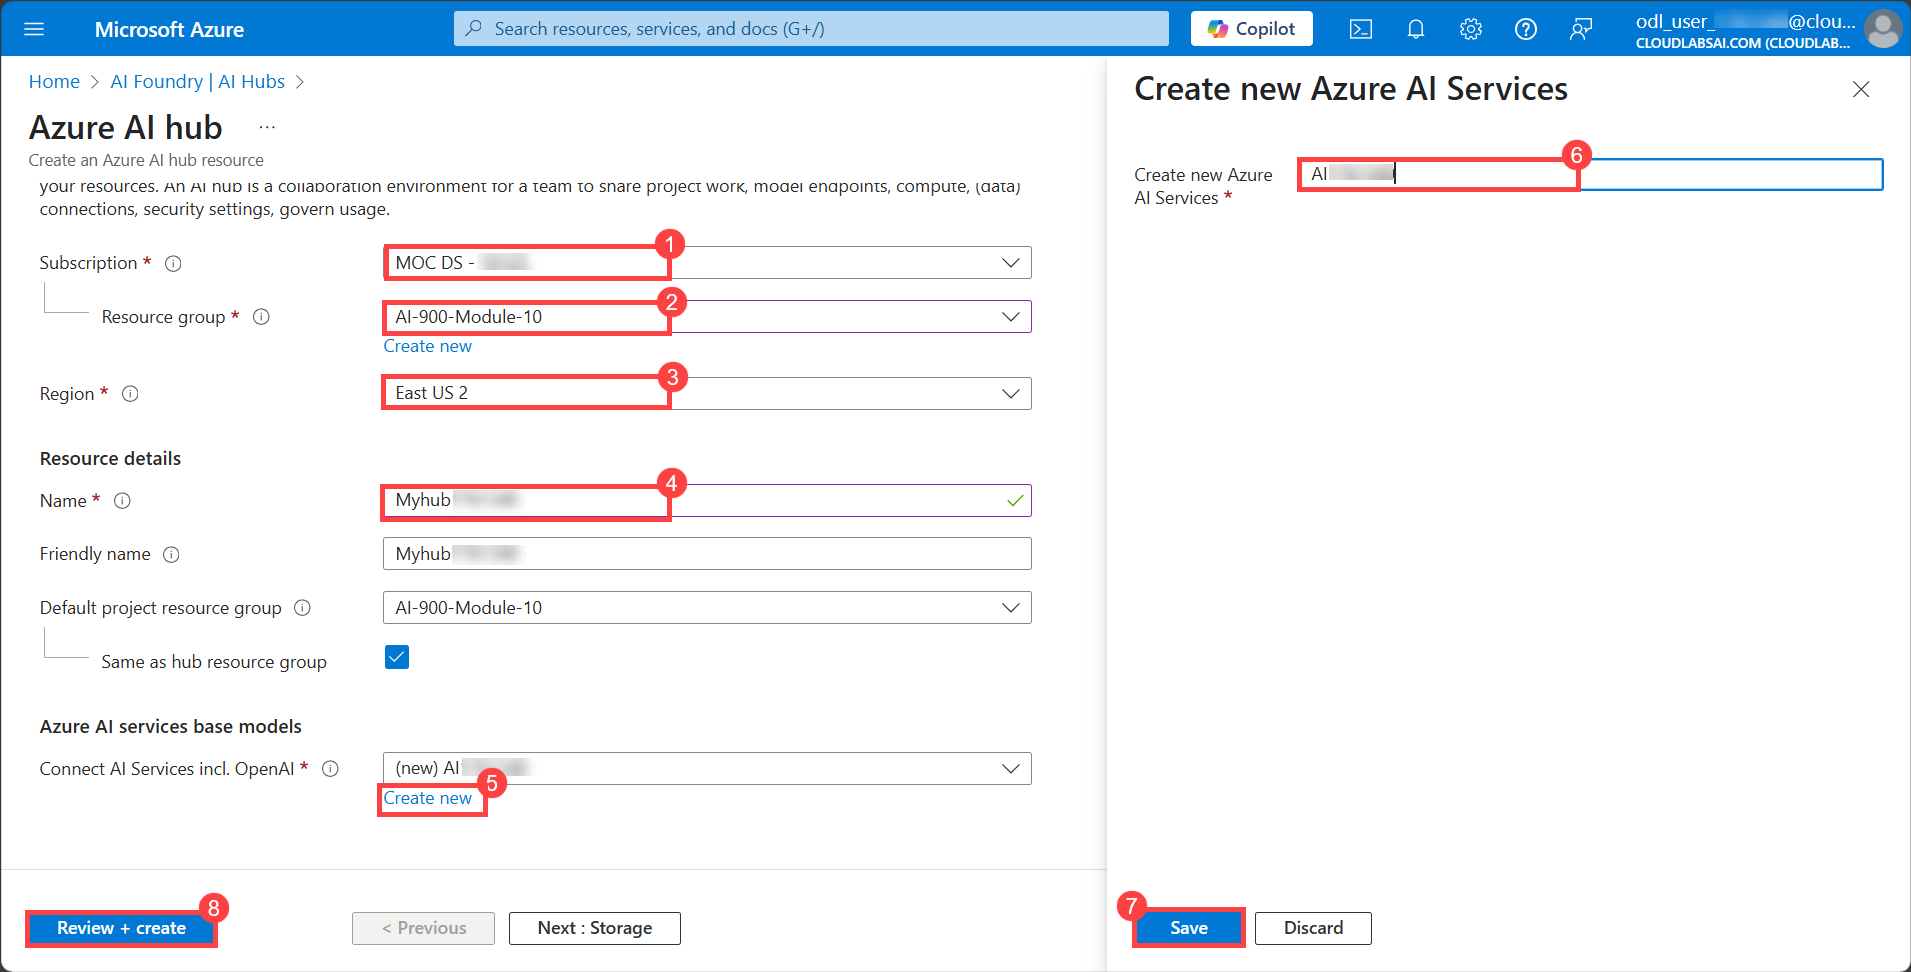 Microsoft Azure
Search resources, services, and docs (G+/)
Copilot
odl_user_ @clou...
CLOUDLABSAI.COM (CLOUDLAB...
Home > AI Foundry | AI Hubs >
Azure AI hub ...
Create an Azure AI hub resource
your resources. An AI hub is a collaboration environment for a team to share project work, model endpoints, compute, (data)
connections, security settings, govern usage.
Subscription *
MOC DS -
1
Resource group *
AI-900-Module-10
2
Create new
Region *
East US 2
3
Resource details
Name *
Myhub
4
Friendly name
Myhub
Default project resource group
AI-900-Module-10
Same as hub resource group
Azure AI services base models
Connect AI Services incl. OpenAI *
(new) AI
Create new
5
Review + create
8
< Previous
Next : Storage
Create new Azure AI Services
Create new Azure
AI Services *
AI
6
7
Save
Discard